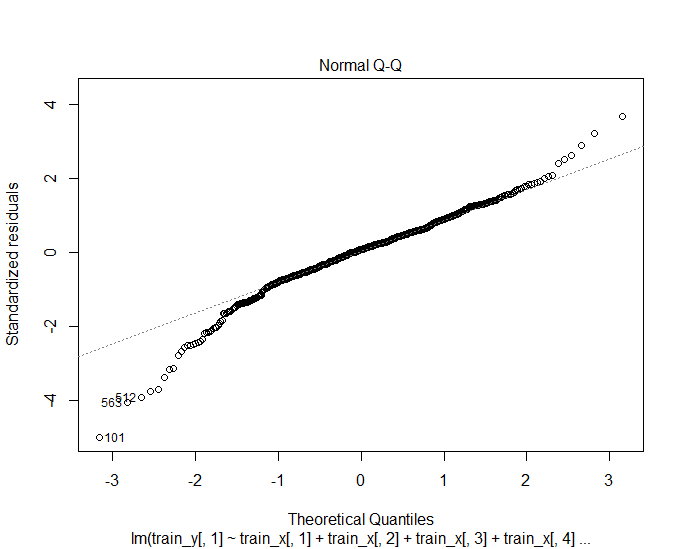 Normal Q-Q
Standardized residuals
4
2
0
-2
-4
512
563
101
-3 -2 -1 0 1 2 3
Theoretical Quantiles
lm(train_y[, 1] ~ train_x[, 1] + train_x[, 2] + train_x[, 3] + train_x[, 4] ...